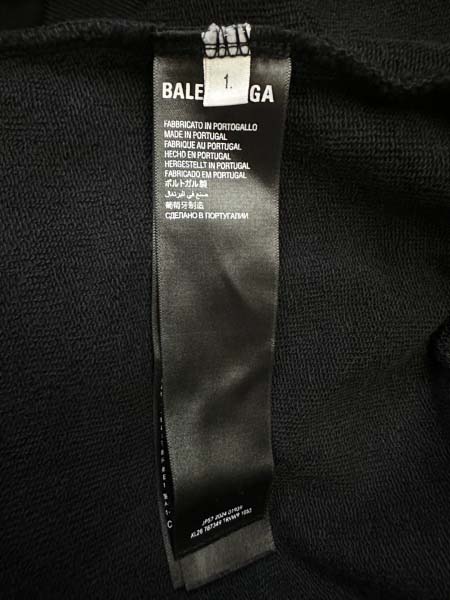 1.
BALE GA
FABBRICATO IN PORTOGALLO
MADE IN PORTUGAL
FABRIQUE AU PORTUGAL
HECHO EN PORTUGAL
HERGESTELLT IN PORTUGAL
FABRICADO EM PORTUGAL
ポルトガル製
صنع في البرتغال
葡萄牙制造
СДЕЛАНО В ПОРТУГАЛИИ